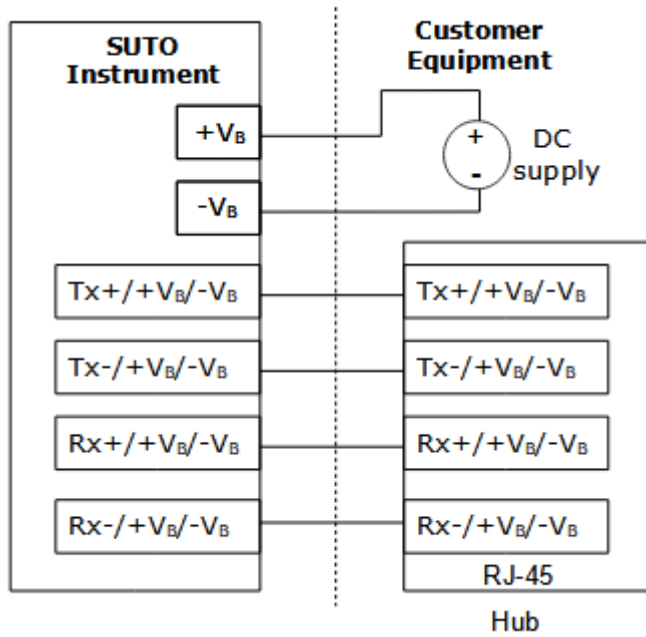 SUTO
Instrument
Customer
Equipment
+VB
-VB
+
-
DC
supply
Tx+/+VB/-VB
Tx-/+VB/-VB
Rx+/+VB/-VB
Rx-/+VB/-VB
Tx+/+VB/-VB
Tx-/+VB/-VB
Rx+/+VB/-VB
Rx-/+VB/-VB
RJ-45
Hub